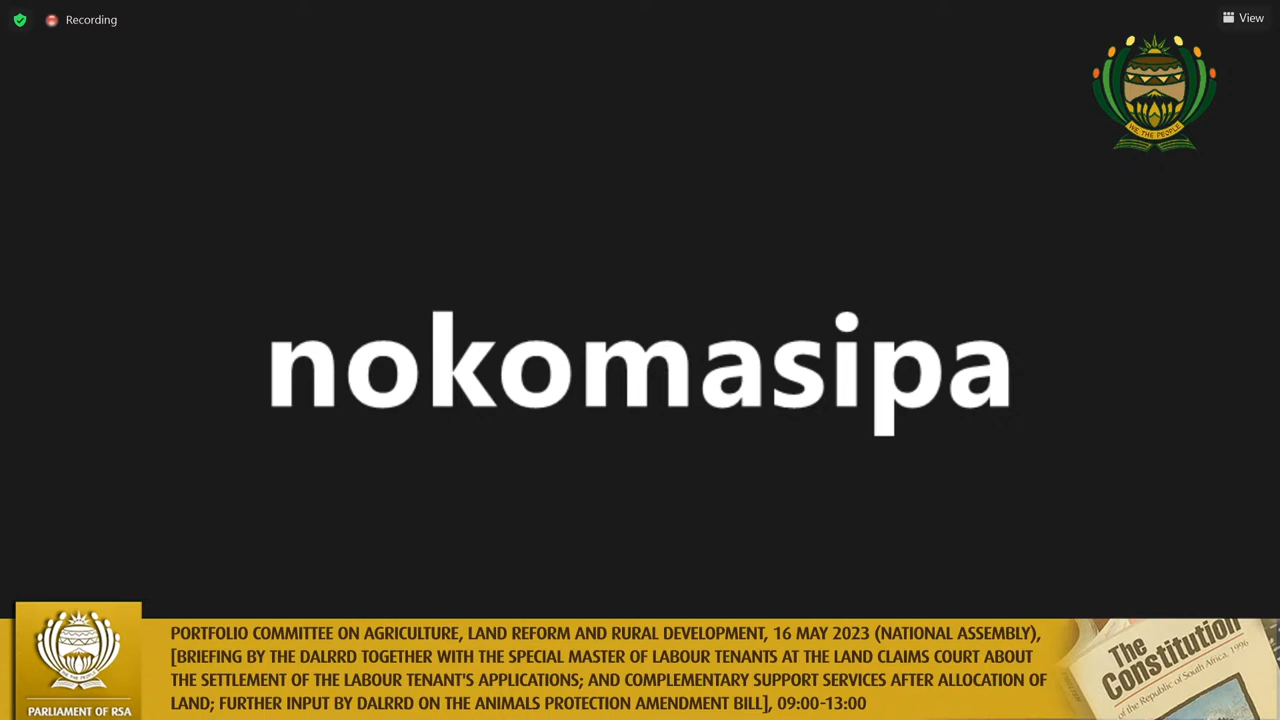 Recording
View
WE THE PEOPLE
nokomasipa
PORTFOLIO COMMITTEE ON AGRICULTURE, LAND REFORM AND RURAL DEVELOPMENT, 16 MAY 2023 (NATIONAL ASSEMBLY),
[BRIEFING BY THE DALRRD TOGETHER WITH THE SPECIAL MASTER OF LABOUR TENANTS AT THE LAND CLAIMS COURT ABOUT
THE SETTLEMENT OF THE LABOUR TENANT'S APPLICATIONS; AND COMPLEMENTARY SUPPORT SERVICES AFTER ALLOCATION OF
LAND; FURTHER INPUT BY DALRRD ON THE ANIMALS PROTECTION AMENDMENT BILL], 09:00-13:00
PARLIAMENT OF RSA
The
Constitution
of the Republic of South Africa, 1996